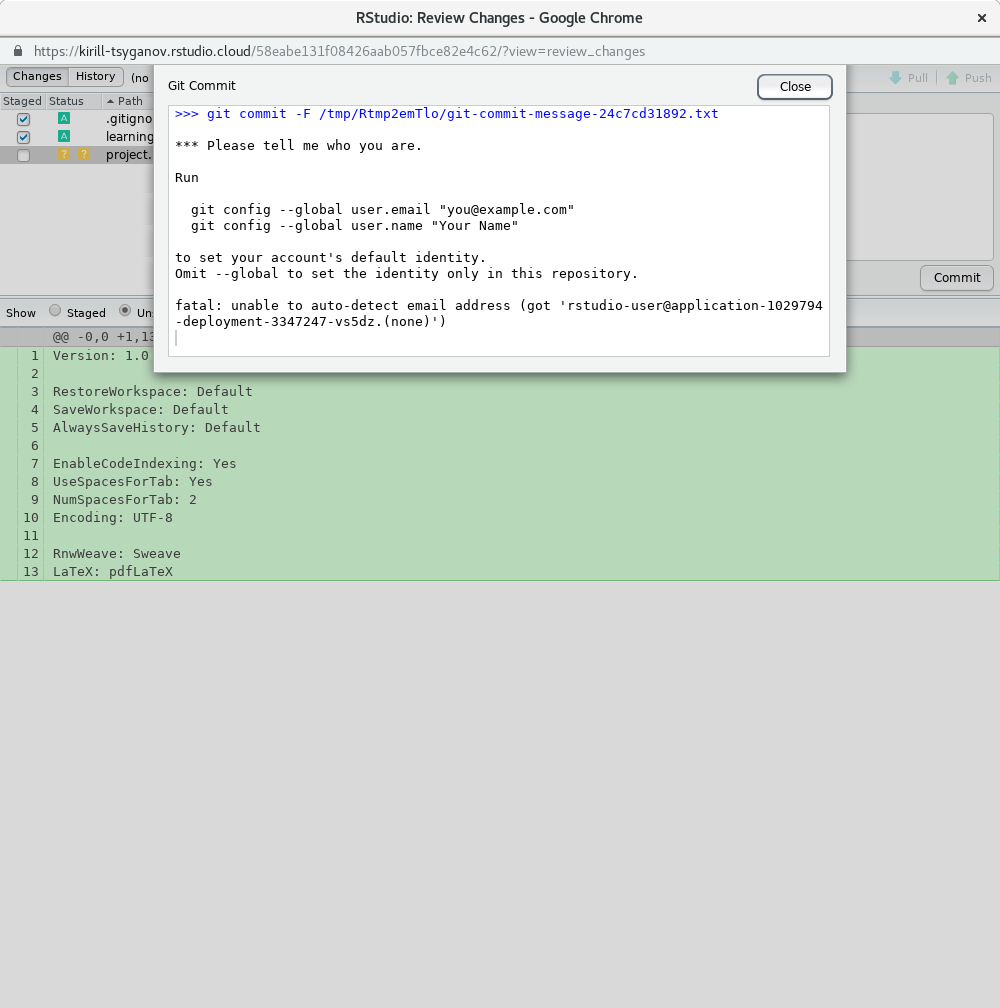 RStudio: Review Changes - Google Chrome
https://kirill-tsyganov.rstudio.cloud/58eabe131f08426aab057fbce82e4c62/?view=review_changes
Changes History (no Pull Push
Staged Status Path
A .gitigno
A learning
? ? project.
Git Commit
Close
>>> git commit -F /tmp/Rtmp2emTlo/git-commit-message-24c7cd31892.txt
*** Please tell me who you are.
Run
git config --global user.email "you@example.com"
git config --global user.name "Your Name"
to set your account's default identity.
Omit --global to set the identity only in this repository.
fatal: unable to auto-detect email address (got 'rstudio-user@application-1029794
-deployment-3347247-vs5dz.(none)')
Commit
Show Staged Uns
@@ -0,0 +1,13
1 Version: 1.0
2
3 RestoreWorkspace: Default
4 SaveWorkspace: Default
5 AlwaysSaveHistory: Default
6
7 EnableCodeIndexing: Yes
8 UseSpacesForTab: Yes
9 NumSpacesForTab: 2
10 Encoding: UTF-8
11
12 RnwWeave: Sweave
13 LaTeX: pdfLaTeX